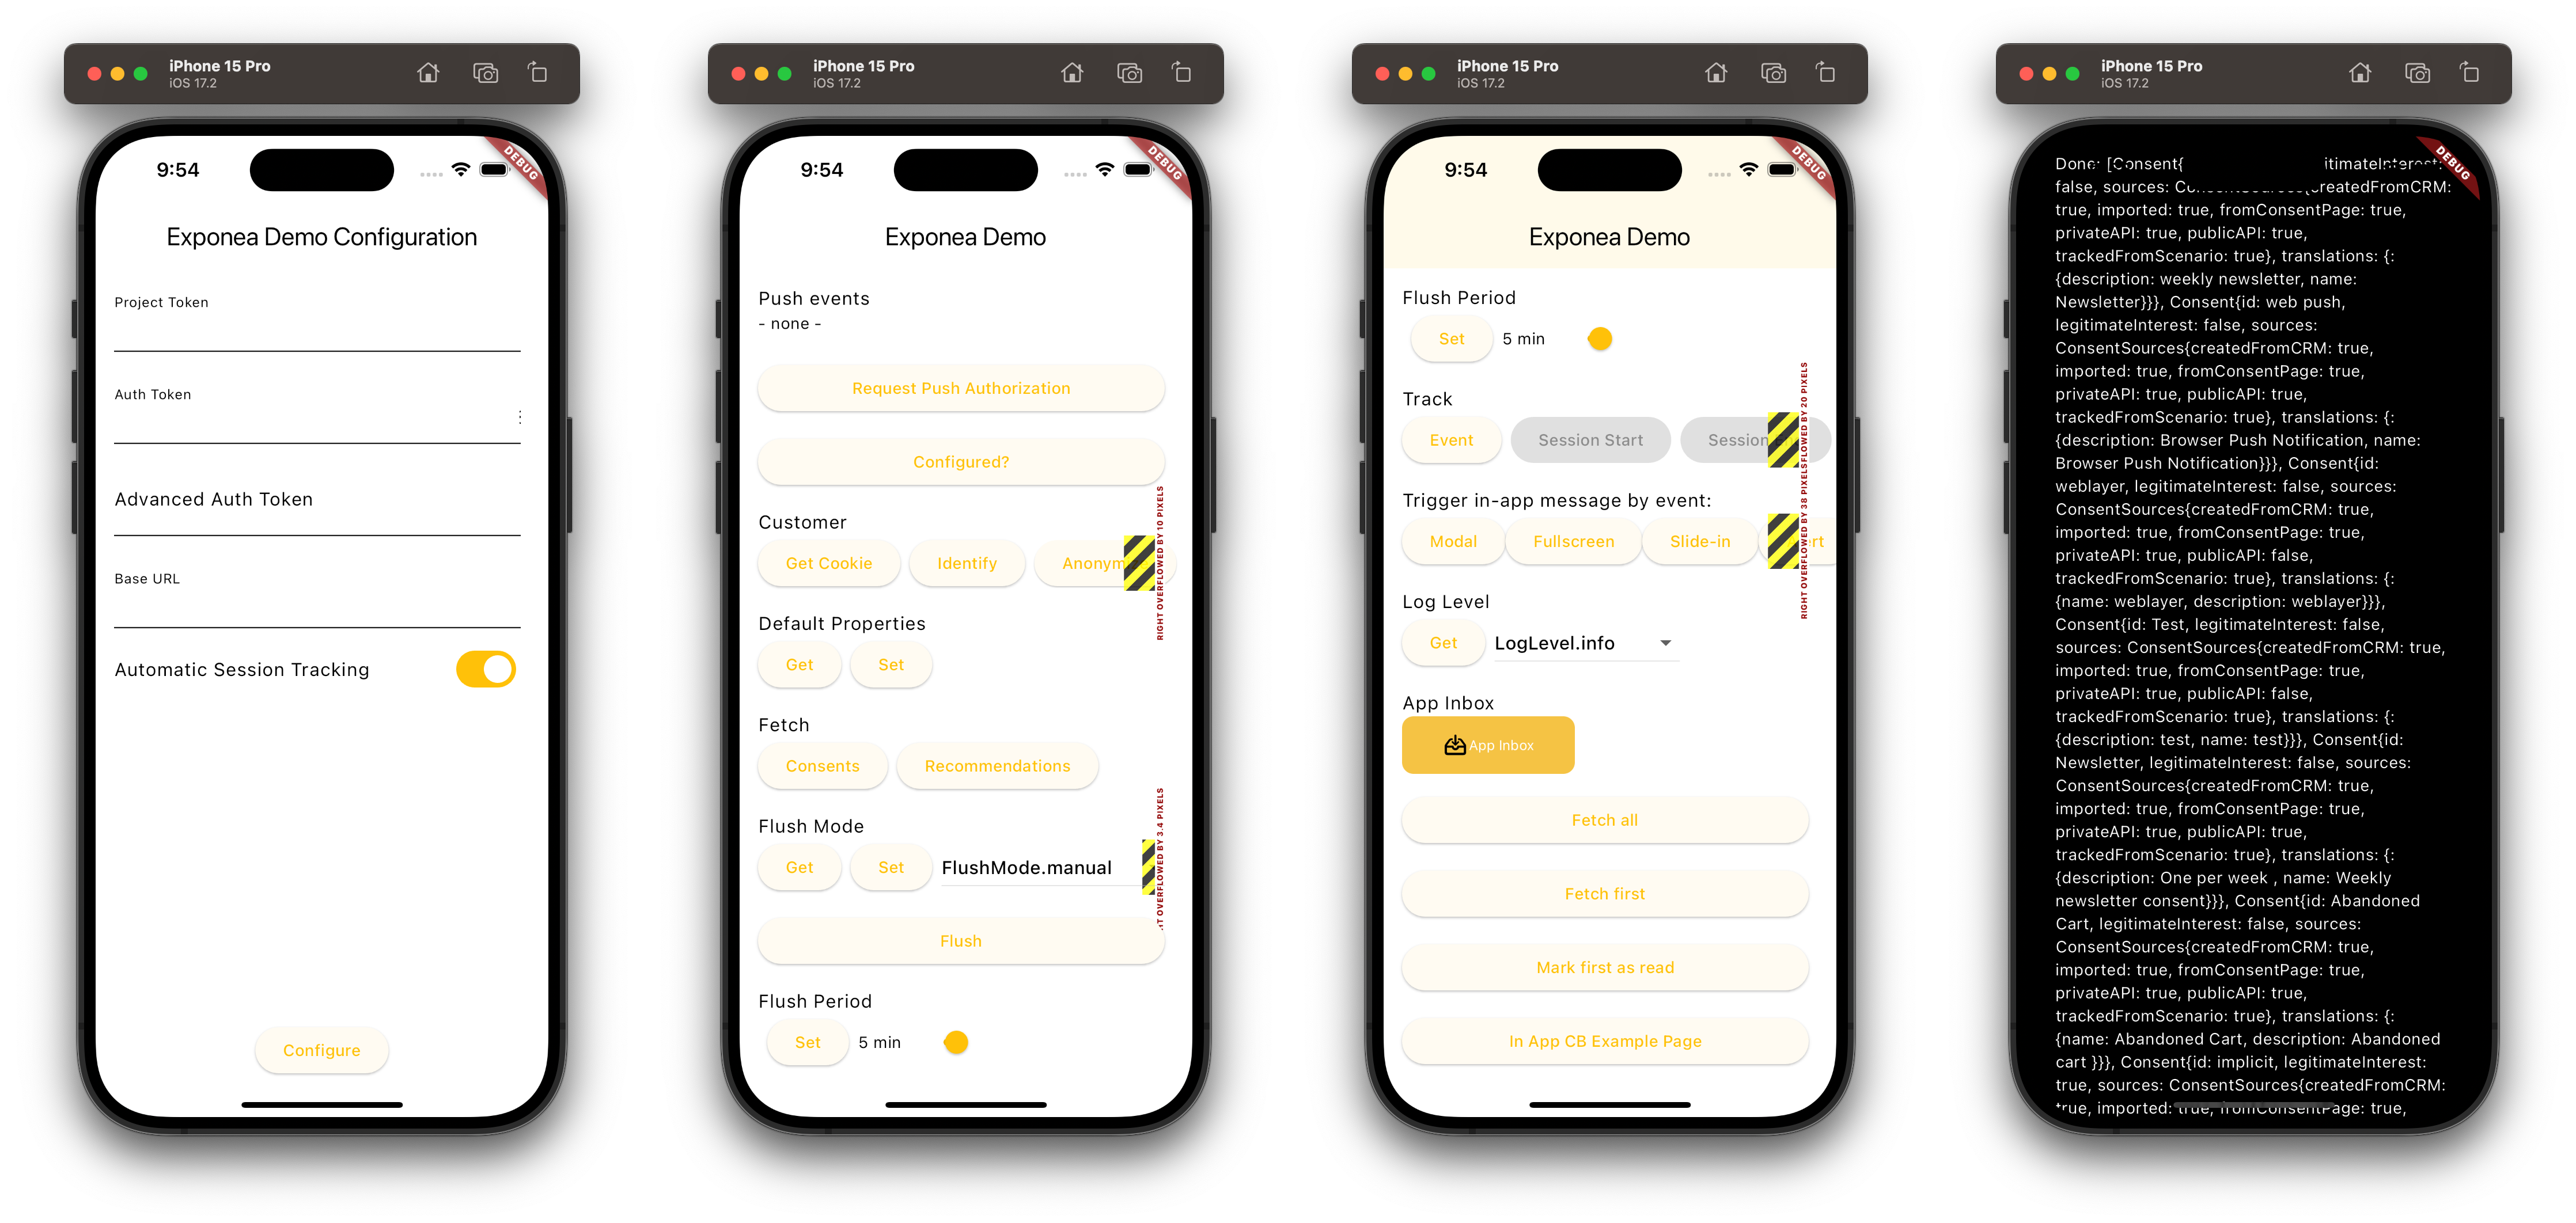 iPhone 15 Pro
iOS 17.2
9:54
DEBUG
Exponea Demo Configuration
Project Token
Auth Token
Advanced Auth Token
Base URL
Automatic Session Tracking
Configure
iPhone 15 Pro
iOS 17.2
9:54
DEBUG
Exponea Demo
Push events
- none -
Request Push Authorization
Configured?
Customer
Get Cookie
Identify
Anonym
RIGHT OVERFLOWED BY 10 PIXELS
Default Properties
Get
Set
Fetch
Consents
Recommendations
Flush Mode
Get
Set
FlushMode.manual
OVERFLOWED BY 3.4 PIXELS
Flush
Flush Period
Set
5 min
iPhone 15 Pro
iOS 17.2
9:54
DEBUG
Exponea Demo
Flush Period
Set
5 min
Track
Event
Session Start
Session
FLOWED BY 20 PIXELS
Trigger in-app message by event:
Modal
Fullscreen
Slide-in
RIGHT OVERFLOWED BY 38 PIXELS
Log Level
Get
LogLevel.info
App Inbox
App Inbox
Fetch all
Fetch first
Mark first as read
In App CB Example Page
iPhone 15 Pro
iOS 17.2
DEBUG
Done: [Consent{ itimateInterest:
false, sources: ConsentSources{createdFromCRM:
true, imported: true, fromConsentPage: true,
privateAPI: true, publicAPI: true,
trackedFromScenario: true}, translations: {:
{description: weekly newsletter, name:
Newsletter}}}, Consent{id: web push,
legitimateInterest: false, sources:
ConsentSources{createdFromCRM: true,
imported: true, fromConsentPage: true,
privateAPI: true, publicAPI: true,
trackedFromScenario: true}, translations: {:
{description: Browser Push Notification, name:
Browser Push Notification}}}, Consent{id:
weblayer, legitimateInterest: false, sources:
ConsentSources{createdFromCRM: true,
imported: true, fromConsentPage: true,
privateAPI: true, publicAPI: false,
trackedFromScenario: true}, translations: {:
{name: weblayer, description: weblayer}}},
Consent{id: Test, legitimateInterest: false,
sources: ConsentSources{createdFromCRM: true,
imported: true, fromConsentPage: true,
privateAPI: true, publicAPI: false,
trackedFromScenario: true}, translations: {:
{description: test, name: test}}}, Consent{id:
Newsletter, legitimateInterest: false, sources:
ConsentSources{createdFromCRM: true,
imported: true, fromConsentPage: true,
privateAPI: true, publicAPI: true,
trackedFromScenario: true}, translations: {:
{description: One per week , name: Weekly
newsletter consent}}}, Consent{id: Abandoned
Cart, legitimateInterest: false, sources:
ConsentSources{createdFromCRM: true,
imported: true, fromConsentPage: true,
privateAPI: true, publicAPI: true,
trackedFromScenario: true}, translations: {:
{name: Abandoned Cart, description: Abandoned
cart }}}, Consent{id: implicit, legitimateInterest:
true, sources: ConsentSources{createdFromCRM:
true, imported: true, fromConsentPage: true,